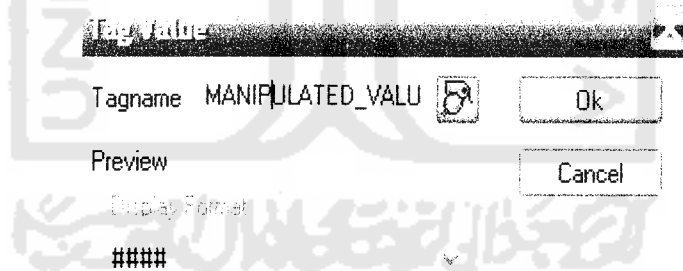 Tag Value
Tagname MANIPULATED_VALU Ok
Preview Cancel
Display Format
####